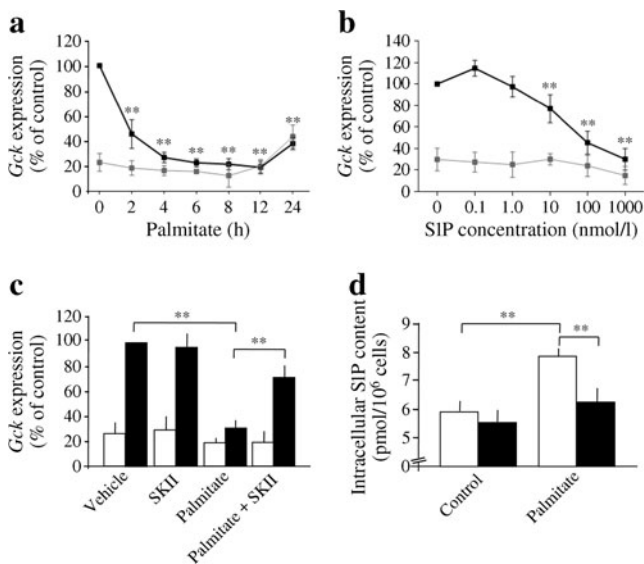 a
Gck expression
(% of control)
120
100
80
60
40
20
0
**
**
**
**
**
**
0 2 4 6 8 12 24
Palmitate (h)
b
Gck expression
(% of control)
140
120
100
80
60
40
20
0
**
**
**
0 0.1 1.0 10 100 1000
S1P concentration (nmol/l)
c
Gck expression
(% of control)
120
100
80
60
40
20
0
**
**
Vehicle
SKII
Palmitate
Palmitate + SKII
d
Intracellular S1P content
(pmol/10⁶ cells)
9
8
7
6
5
0
**
**
Control
Palmitate